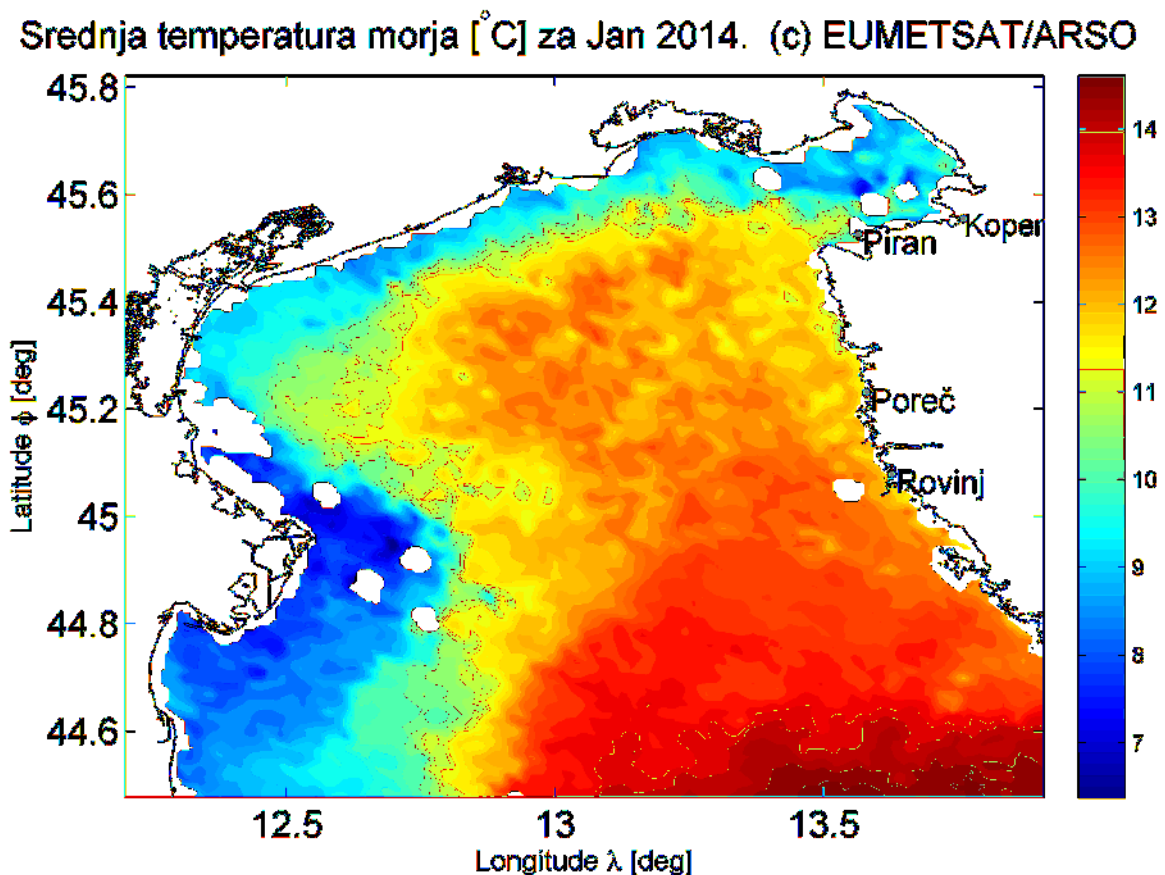 Srednja temperatura morja [°C] za Jan 2014. (c) EUMETSAT/ARSO
45.8
45.6
45.4
45.2
45
44.8
44.6
Latitude ϕ [deg]
12.5
13
13.5
Longitude λ [deg]
Koper
Piran
Poreč
Rovinj
14
13
12
11
10
9
8
7